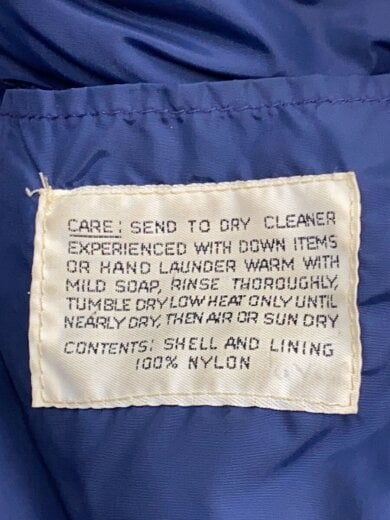 CARE: SEND TO DRY CLEANER
EXPERIENCED WITH DOWN ITEMS
OR HAND LAUNDER WARM WITH
MILD SOAP, RINSE THOROUGHLY,
TUMBLE DRY LOW HEAT ONLY UNTIL
NEARLY DRY, THEN AIR OR SUN DRY
CONTENTS: SHELL AND LINING
100% NYLON